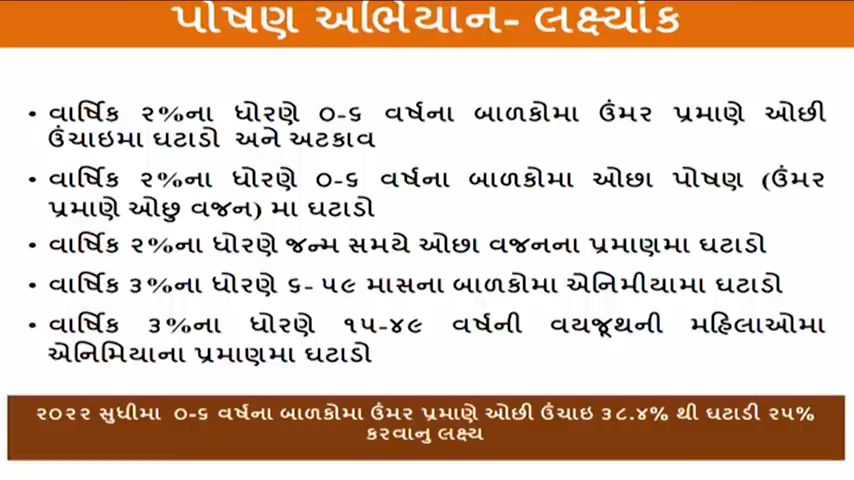 પોષણ અભિયાન- લક્ષ્યાંક
• વાર્ષિક ૨%ના ધોરણે ૦-૬ વર્ષના બાળકોમા ઉંમર પ્રમાણે ઓછી
ઉંચાઇમા ઘટાડો અને અટકાવ
• વાર્ષિક ૨%ના ધોરણે ૦-૬ વર્ષના બાળકોમા ઓછા પોષણ (ઉંમર
પ્રમાણે ઓછુ વજન) મા ઘટાડો
• વાર્ષિક ૨%ના ધોરણે જન્મ સમયે ઓછા વજનના પ્રમાણમા ઘટાડો
• વાર્ષિક ૩%ના ધોરણે ૬- ૫૯ માસના બાળકોમા એનિમીયામા ઘટાડો
• વાર્ષિક ૩%ના ધોરણે ૧૫-૪૯ વર્ષની વયજૂથની મહિલાઓમા
એનિમિયાના પ્રમાણમા ઘટાડો
૨૦૨૨ સુધીમા ૦-૬ વર્ષના બાળકોમા ઉંમર પ્રમાણે ઓછી ઉંચાઇ ૩૮.૪% થી ઘટાડી ૨૫%
કરવાનુ લક્ષ્ય